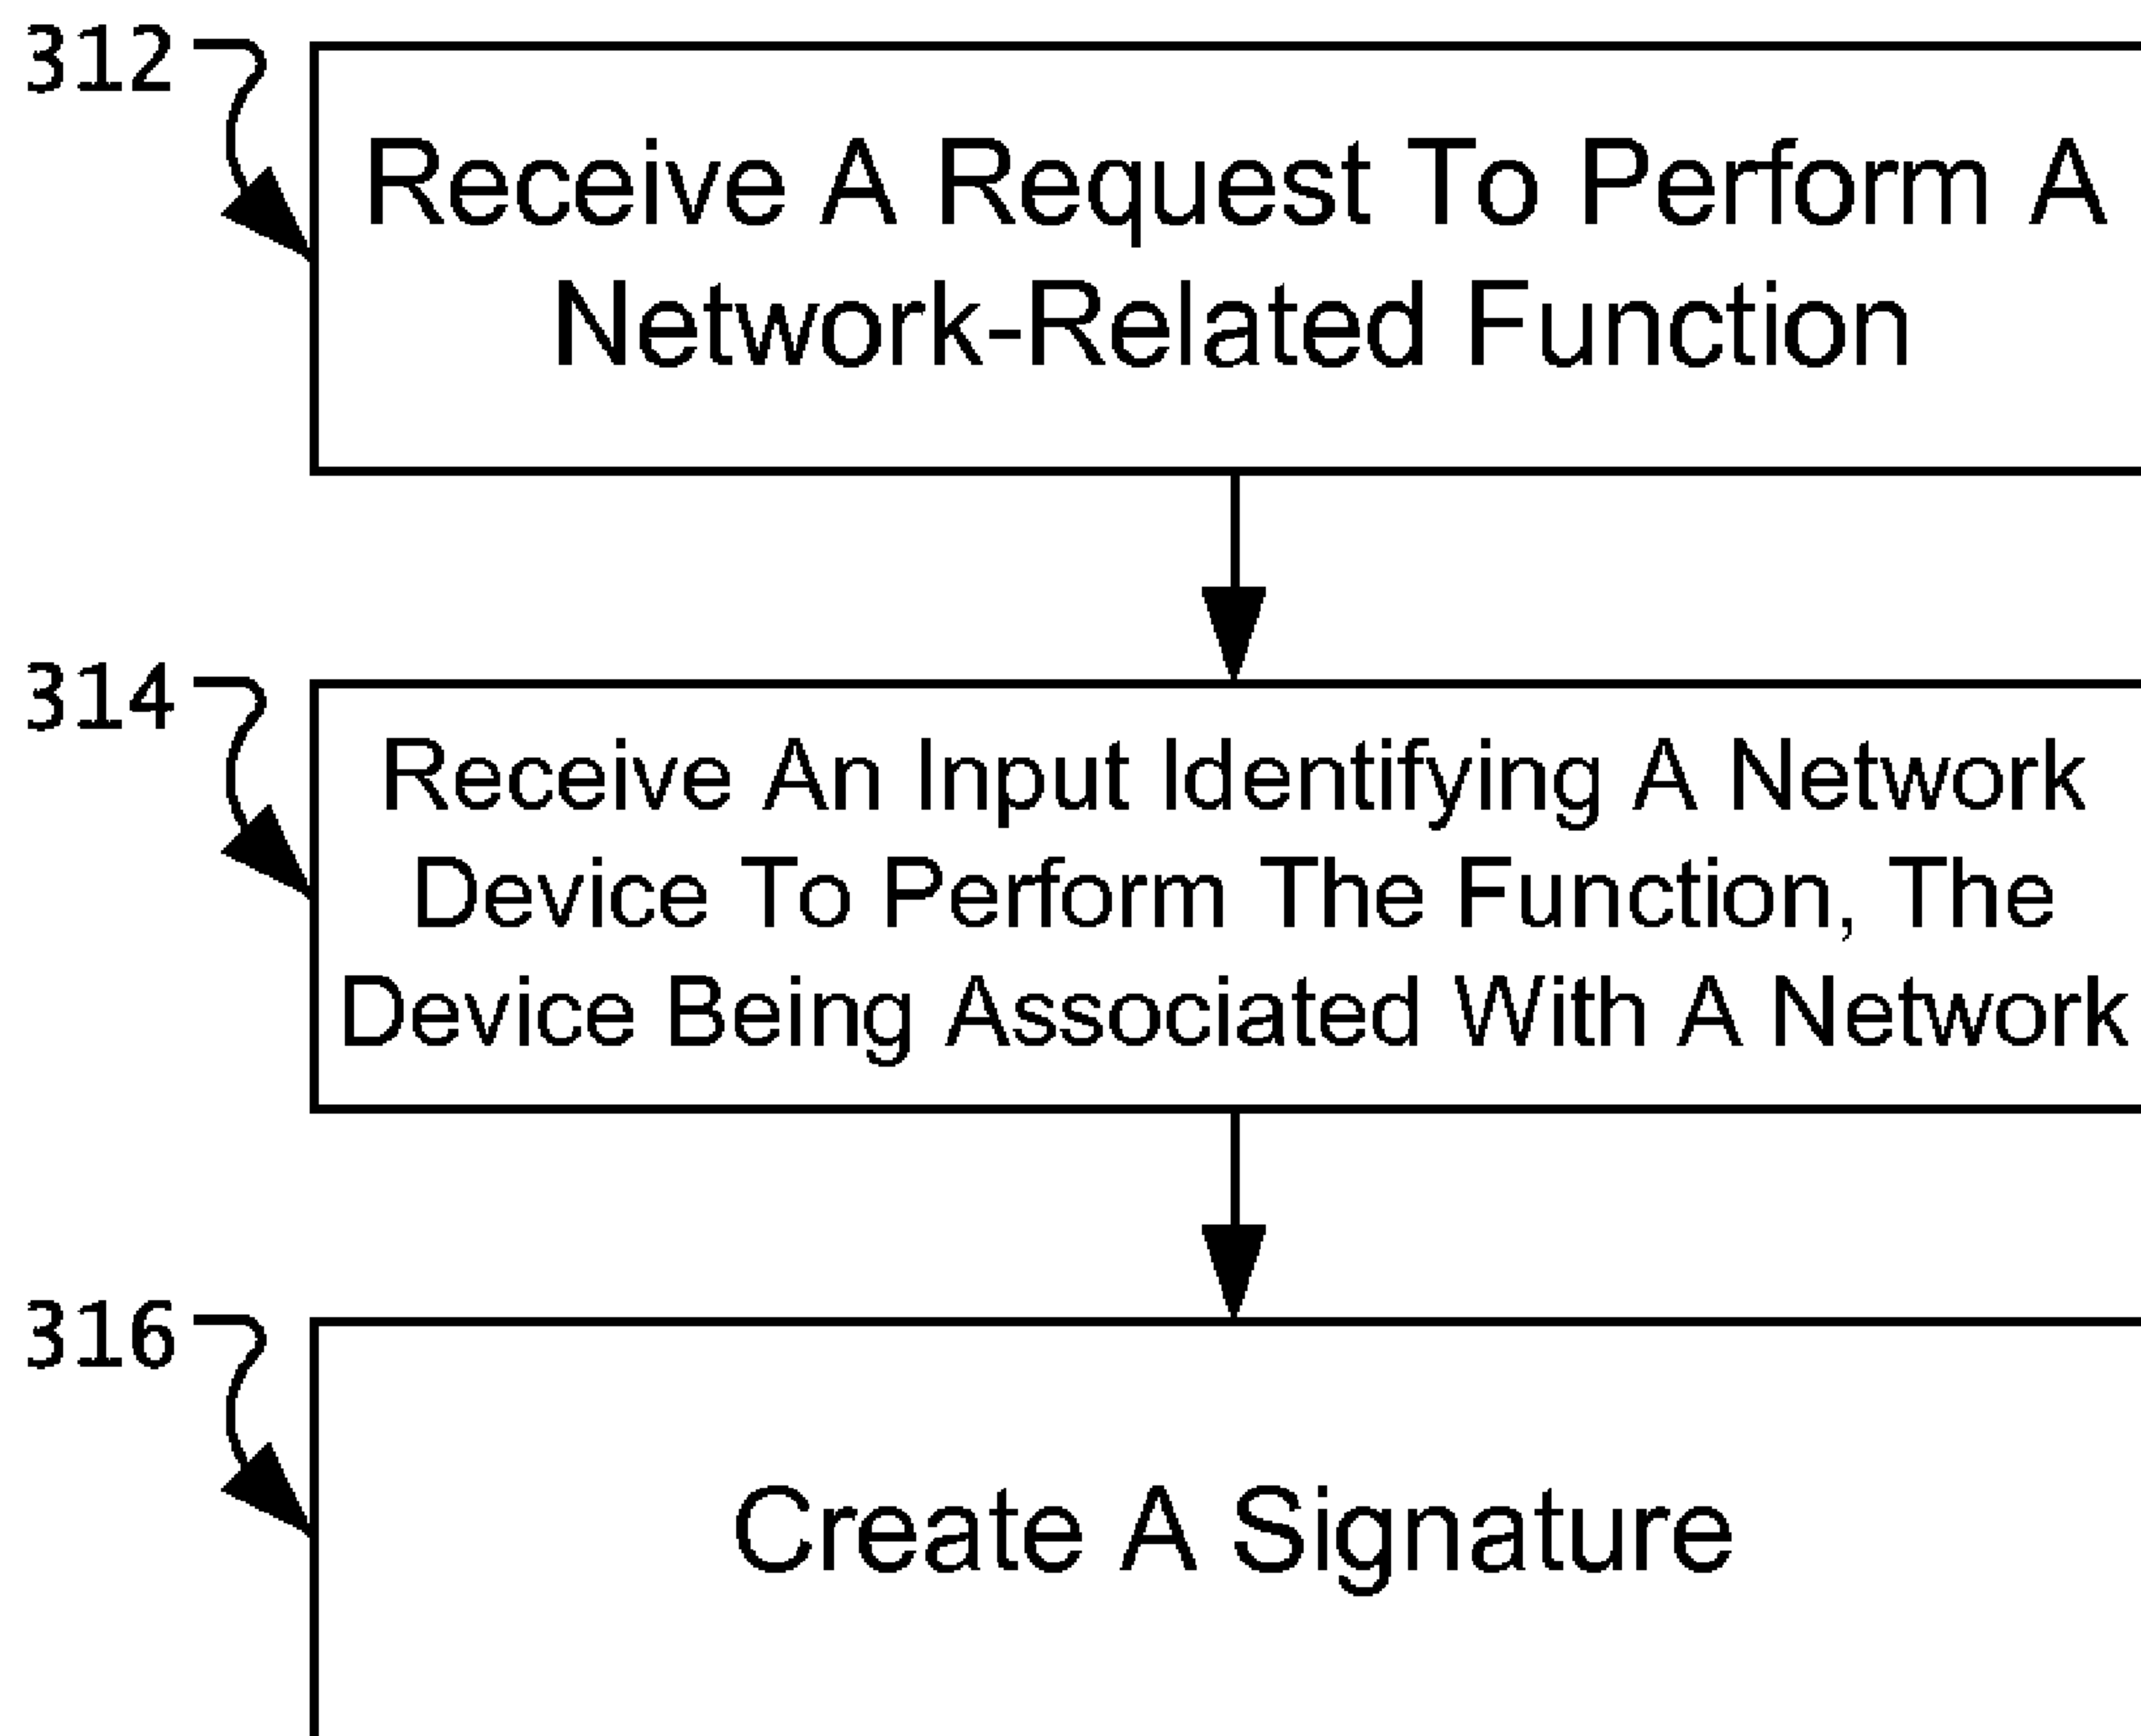 312
Receive A Request To Perform A
Network-Related Function
314
Receive An Input Identifying A Network
Device To Perform The Function, The
Device Being Associated With A Network
316
Create A Signature